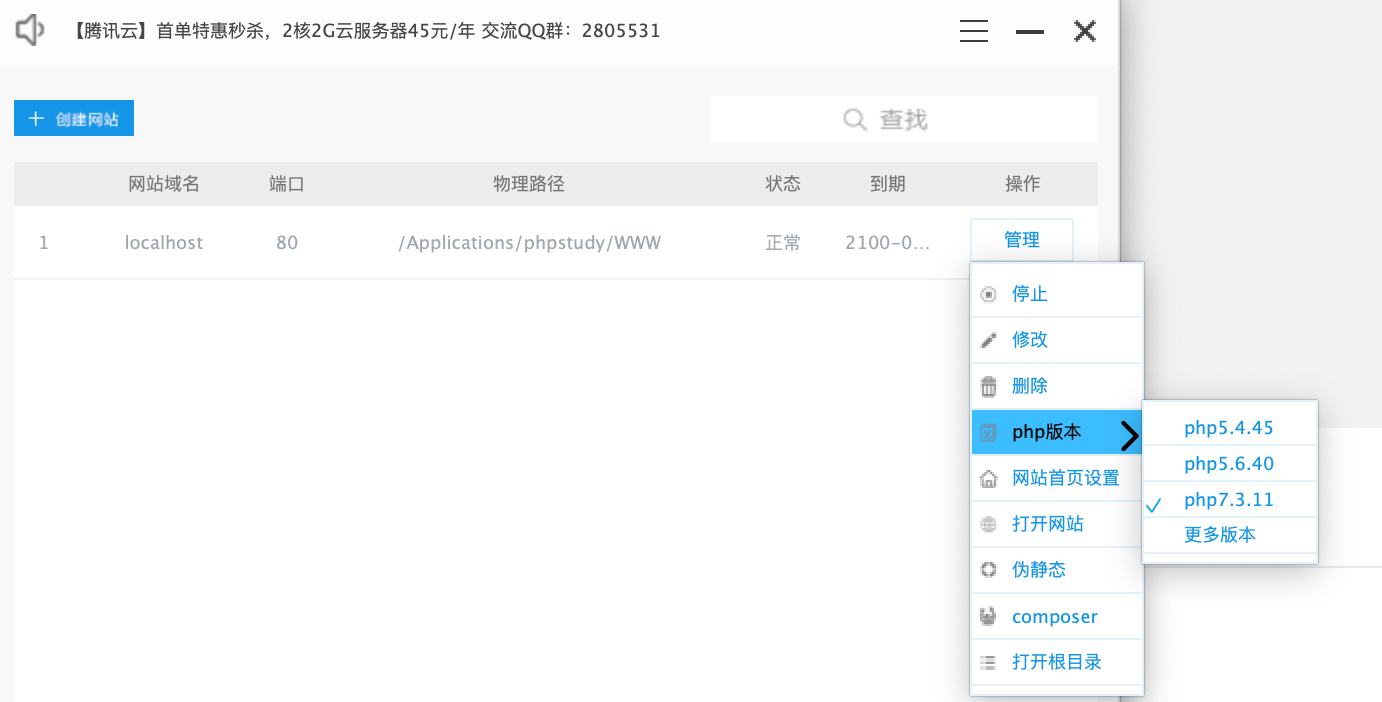 【腾讯云】首单特惠秒杀，2核2G云服务器45元/年 交流QQ群：2805531
创建网站
查找
网站域名 端口 物理路径 状态 到期 操作
1 localhost 80 /Applications/phpstudy/WWW 正常 2100-0... 管理
停止
修改
删除
php版本
网站首页设置
打开网站
伪静态
composer
打开根目录
php5.4.45
php5.6.40
php7.3.11
更多版本